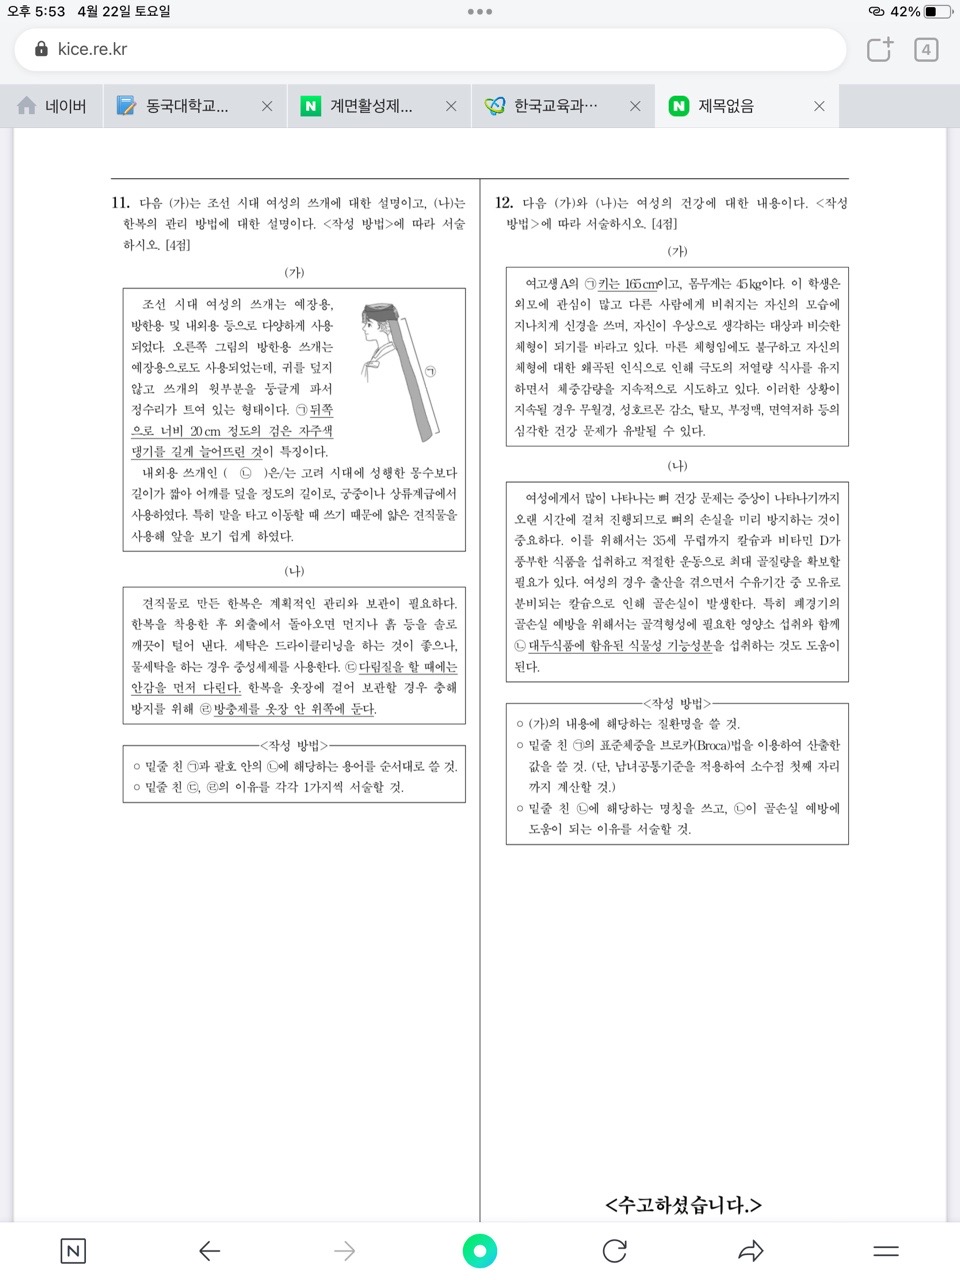 오후 5:53 4월 22일 토요일
42%
kice.re.kr
4
네이버
동국대학교...
계면활성제...
한국교육과...
제목없음
11. 다음 (가)는 조선 시대 여성의 쓰개에 대한 설명이고, (나)는
한복의 관리 방법에 대한 설명이다. <작성 방법>에 따라 서술
하시오. [4점]
(가)
조선 시대 여성의 쓰개는 예장용,
방한용 및 내외용 등으로 다양하게 사용
되었다. 오른쪽 그림의 방한용 쓰개는
예장용으로도 사용되었는데, 귀를 덮지
않고 쓰개의 윗부분을 둥글게 파서
정수리가 트여 있는 형태이다. ㉠ 뒤쪽
으로 너비 20cm 정도의 검은 자주색
댕기를 길게 늘어뜨린 것이 특징이다.
㉠
내외용 쓰개인 ( ㉡ )은/는 고려 시대에 성행한 몽수보다
길이가 짧아 어깨를 덮을 정도의 길이로, 궁중이나 상류계급에서
사용하였다. 특히 말을 타고 이동할 때 쓰기 때문에 얇은 견직물을
사용해 앞을 보기 쉽게 하였다.
(나)
견직물로 만든 한복은 계획적인 관리와 보관이 필요하다.
한복을 착용한 후 외출에서 돌아오면 먼지나 흙 등을 솔로
깨끗이 털어 낸다. 세탁은 드라이클리닝을 하는 것이 좋으나,
물세탁을 하는 경우 중성세제를 사용한다. ㉢ 다림질을 할 때에는
안감을 먼저 다린다. 한복을 옷장에 걸어 보관할 경우 충해
방지를 위해 ㉣ 방충제를 옷장 안 위쪽에 둔다.
<작성 방법>
○ 밑줄 친 ㉠과 괄호 안의 ㉡에 해당하는 용어를 순서대로 쓸 것.
○ 밑줄 친 ㉢, ㉣의 이유를 각각 1가지씩 서술할 것.
12. 다음 (가)와 (나)는 여성의 건강에 대한 내용이다. <작성
방법>에 따라 서술하시오. [4점]
(가)
여고생 A의 ㉠ 키는 165cm이고, 몸무게는 45kg이다. 이 학생은
외모에 관심이 많고 다른 사람에게 비춰지는 자신의 모습에
지나치게 신경을 쓰며, 자신이 우상으로 생각하는 대상과 비슷한
체형이 되기를 바라고 있다. 마른 체형임에도 불구하고 자신의
체형에 대한 왜곡된 인식으로 인해 극도의 저열량 식사를 유지
하면서 체중감량을 지속적으로 시도하고 있다. 이러한 상황이
지속될 경우 무월경, 성호르몬 감소, 탈모, 부정맥, 면역저하 등의
심각한 건강 문제가 유발될 수 있다.
(나)
여성에게서 많이 나타나는 뼈 건강 문제는 증상이 나타나기까지
오랜 시간에 걸쳐 진행되므로 뼈의 손실을 미리 방지하는 것이
중요하다. 이를 위해서는 35세 무렵까지 칼슘과 비타민 D가
풍부한 식품을 섭취하고 적절한 운동으로 최대 골질량을 확보할
필요가 있다. 여성의 경우 출산을 겪으면서 수유기간 중 모유로
분비되는 칼슘으로 인해 골손실이 발생한다. 특히 폐경기의
골손실 예방을 위해서는 골격형성에 필요한 영양소 섭취와 함께
㉡ 대두식품에 함유된 식물성 기능성분을 섭취하는 것도 도움이
된다.
<작성 방법>
○ (가)의 내용에 해당하는 질환명을 쓸 것.
○ 밑줄 친 ㉠의 표준체중을 브로카(Broca)법을 이용하여 산출한
값을 쓸 것. (단, 남녀공통기준을 적용하여 소수점 첫째 자리
까지 계산할 것.)
○ 밑줄 친 ㉡에 해당하는 명칭을 쓰고, ㉡이 골손실 예방에
도움이 되는 이유를 서술할 것.
<수고하셨습니다.>
N